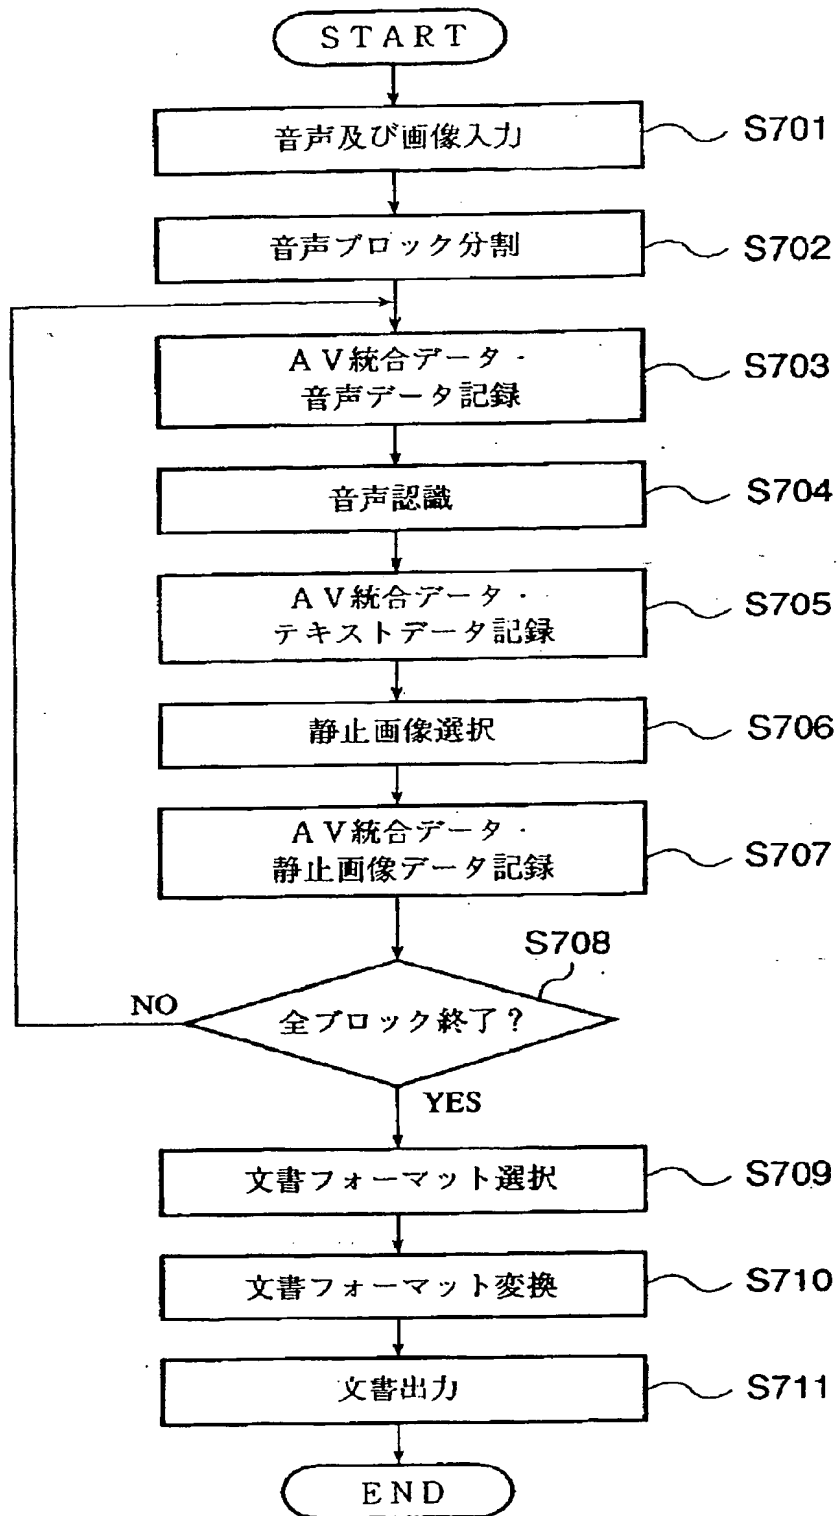 START
音声及び画像入力
S701
音声ブロック分割
S702
AV統合データ・
音声データ記録
S703
音声認識
S704
AV統合データ・
テキストデータ記録
S705
静止画像選択
S706
AV統合データ・
静止画像データ記録
S707
S708
全ブロック終了?
NO
YES
文書フォーマット選択
S709
文書フォーマット変換
S710
文書出力
S711
END